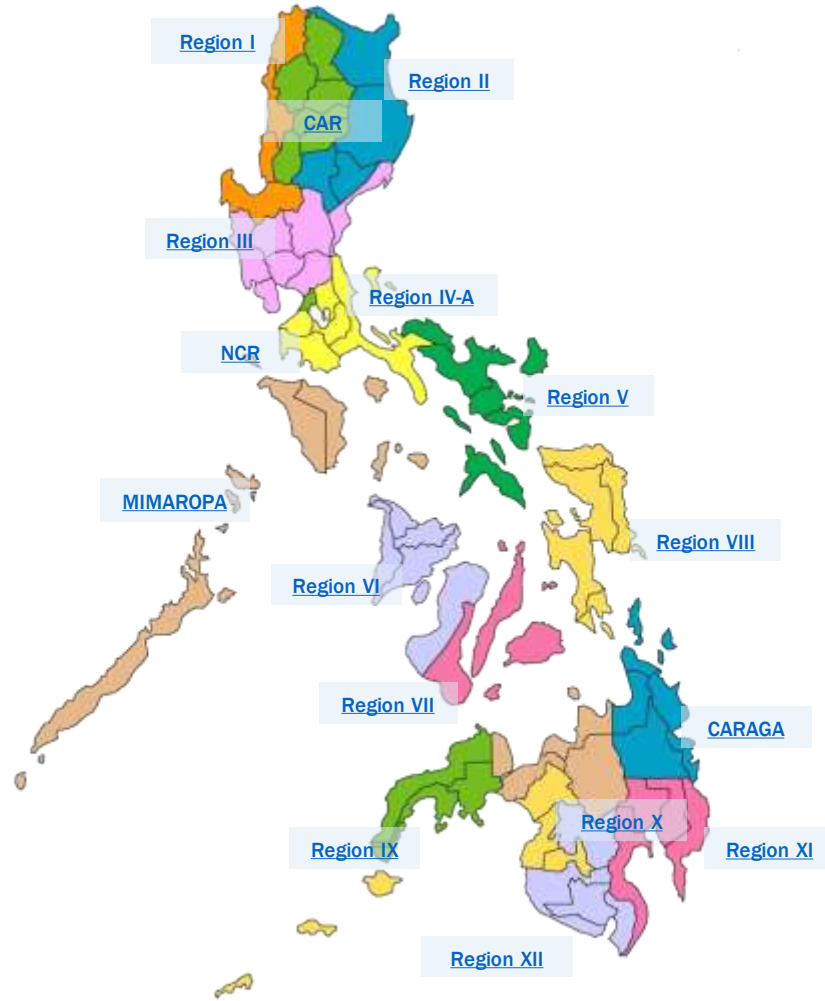 Region I
Region II
CAR
Region III
Region IV-A
NCR
Region V
MIMAROPA
Region VIII
Region VI
Region VII
CARAGA
Region X
Region IX
Region XI
Region XII